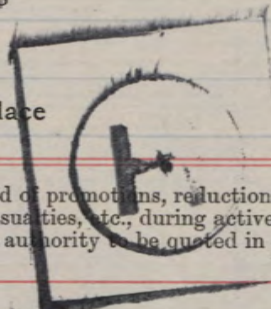 lace
d of promotions, reduction
sualties, etc., during active
authority to be quoted in